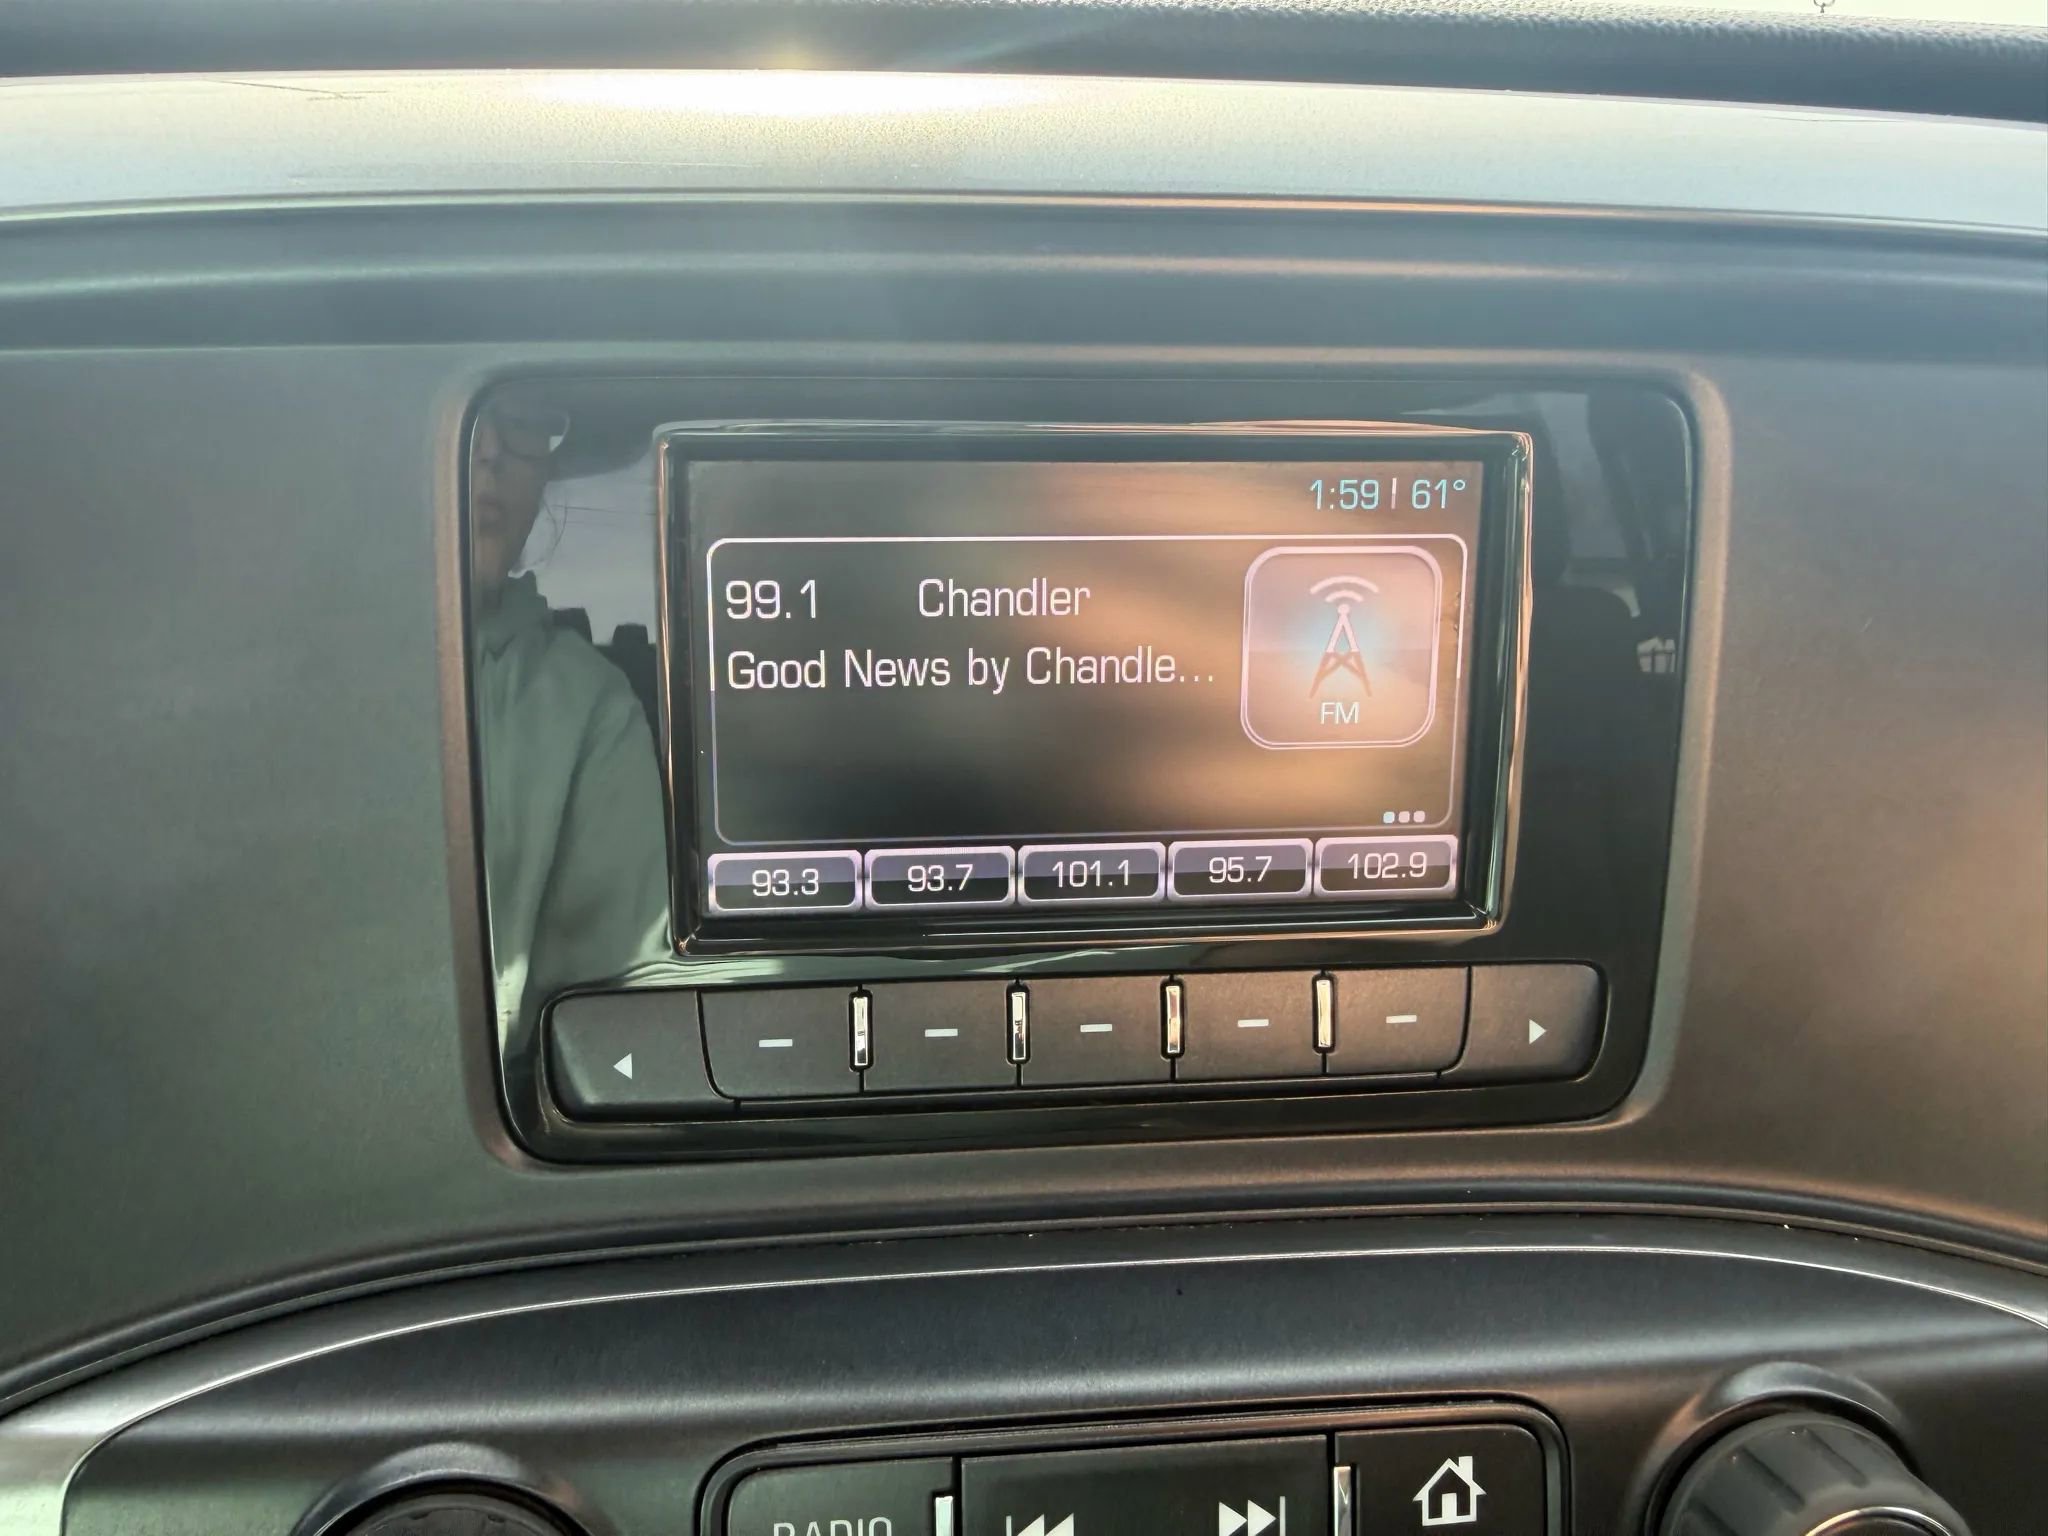 1:59 | 61°
99.1 Chandler
Good News by Chandle...
FM
93.3 93.7 101.1 95.7 102.9
RADIO